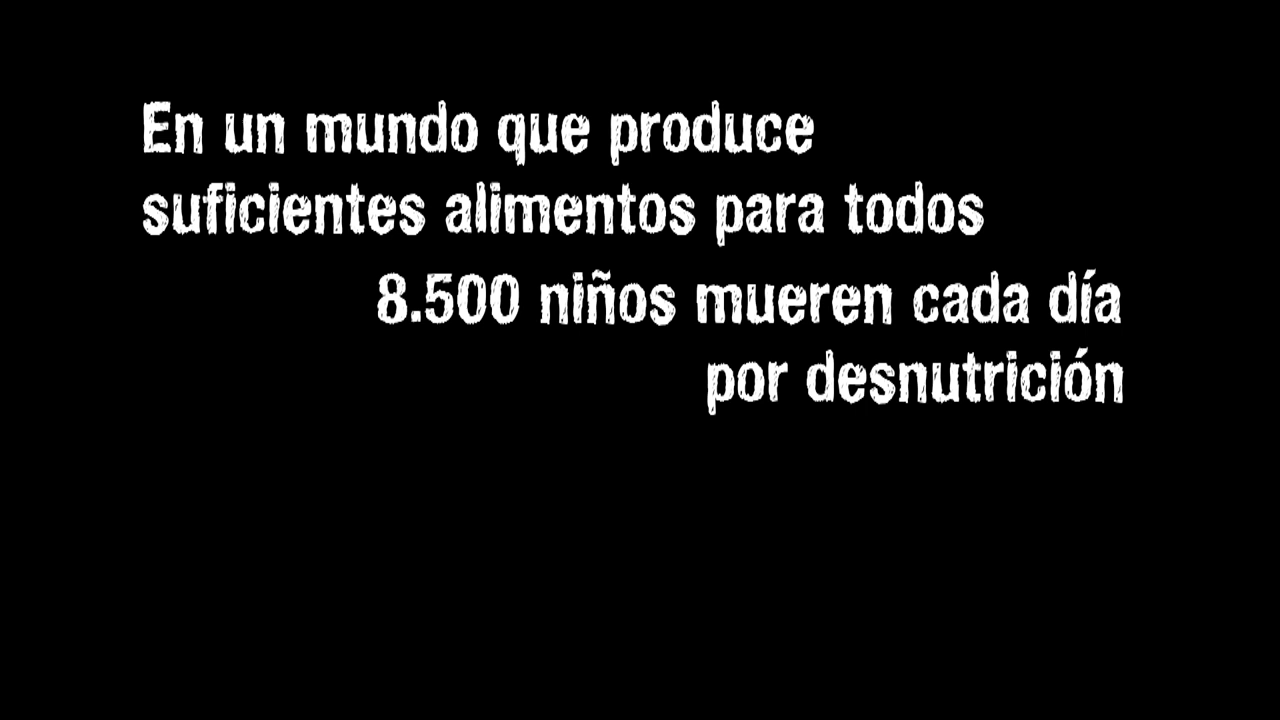 En un mundo que produce
suficientes alimentos para todos
8.500 niños mueren cada día
por desnutrición